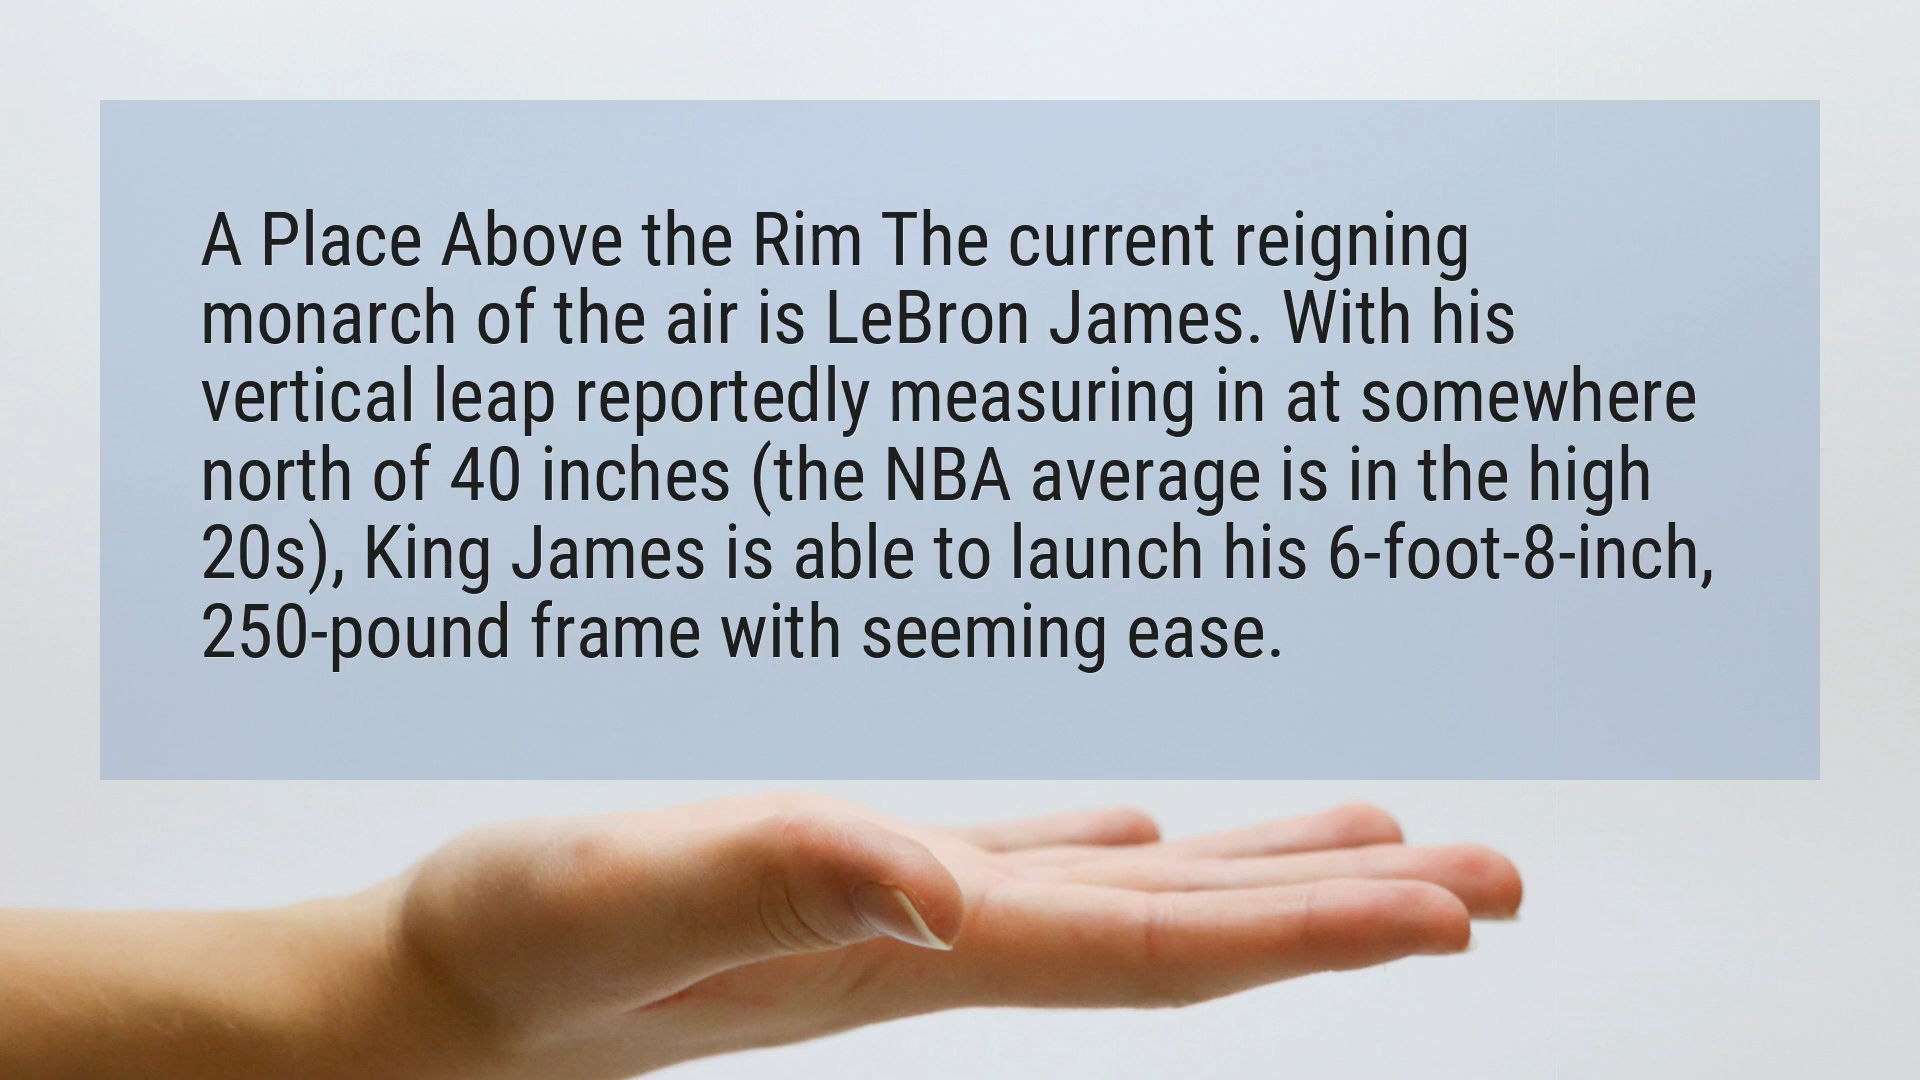 A Place Above the Rim The current reigning
monarch of the air is LeBron James. With his
vertical leap reportedly measuring in at somewhere
north of 40 inches (the NBA average is in the high
20s), King James is able to launch his 6-foot-8-inch,
250-pound frame with seeming ease.